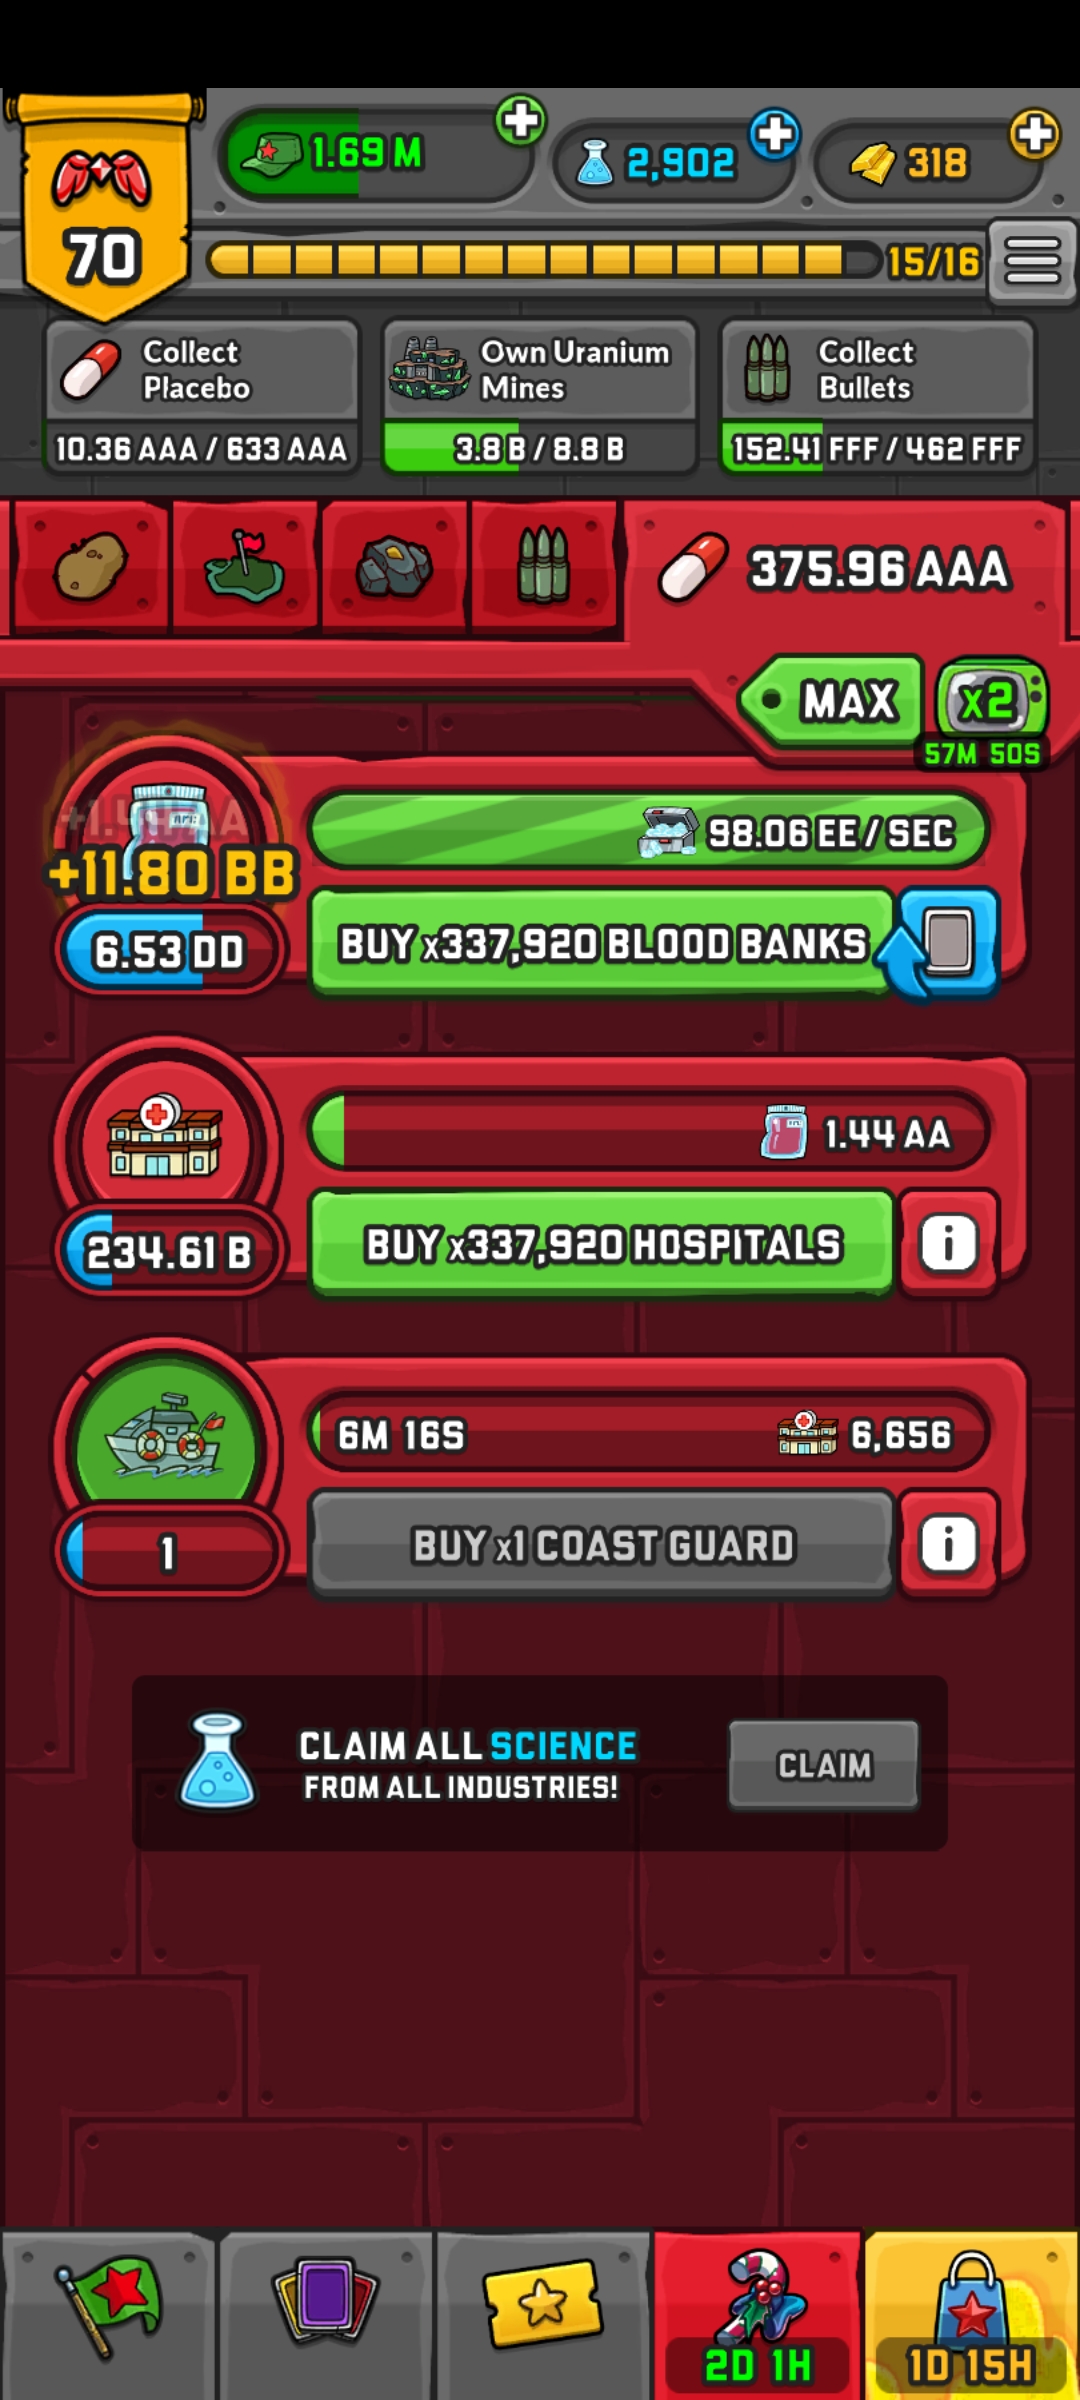 1.69 M
2,902
318
70
15/16
Collect
Placebo
10.36 AAA / 633 AAA
Own Uranium
Mines
3.8 B / 8.8 B
Collect
Bullets
152.41 FFF / 462 FFF
375.96 AAA
MAX
x2
57M 50S
+1.44 AA
+11.80 BB
98.06 EE / SEC
6.53 DD
BUY x337,920 BLOOD BANKS
1.44 AA
234.61 B
BUY x337,920 HOSPITALS
i
6M 16S
6,656
1
BUY x1 COAST GUARD
i
CLAIM ALL SCIENCE
FROM ALL INDUSTRIES!
CLAIM
2D 1H
1D 15H